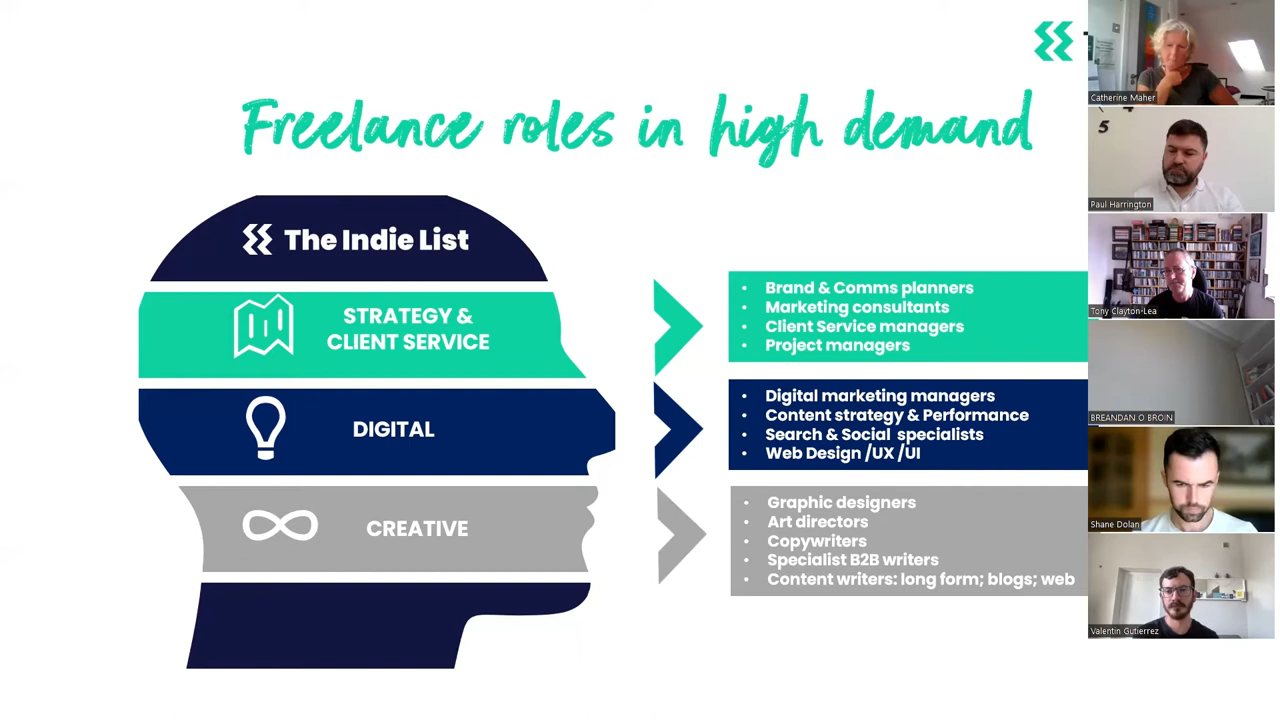 Freelance roles in high demand
The Indie List
STRATEGY &
CLIENT SERVICE
• Brand & Comms planners
• Marketing consultants
• Client Service managers
• Project managers
DIGITAL
• Digital marketing managers
• Content strategy & Performance
• Search & Social specialists
• Web Design /UX /UI
CREATIVE
• Graphic designers
• Art directors
• Copywriters
• Specialist B2B writers
• Content writers: long form; blogs; web
Catherine Maher
5
Paul Harrington
Tony Clayton-Lea
BREANDAN O BROIN
Shane Dolan
Valentin Gutierrez